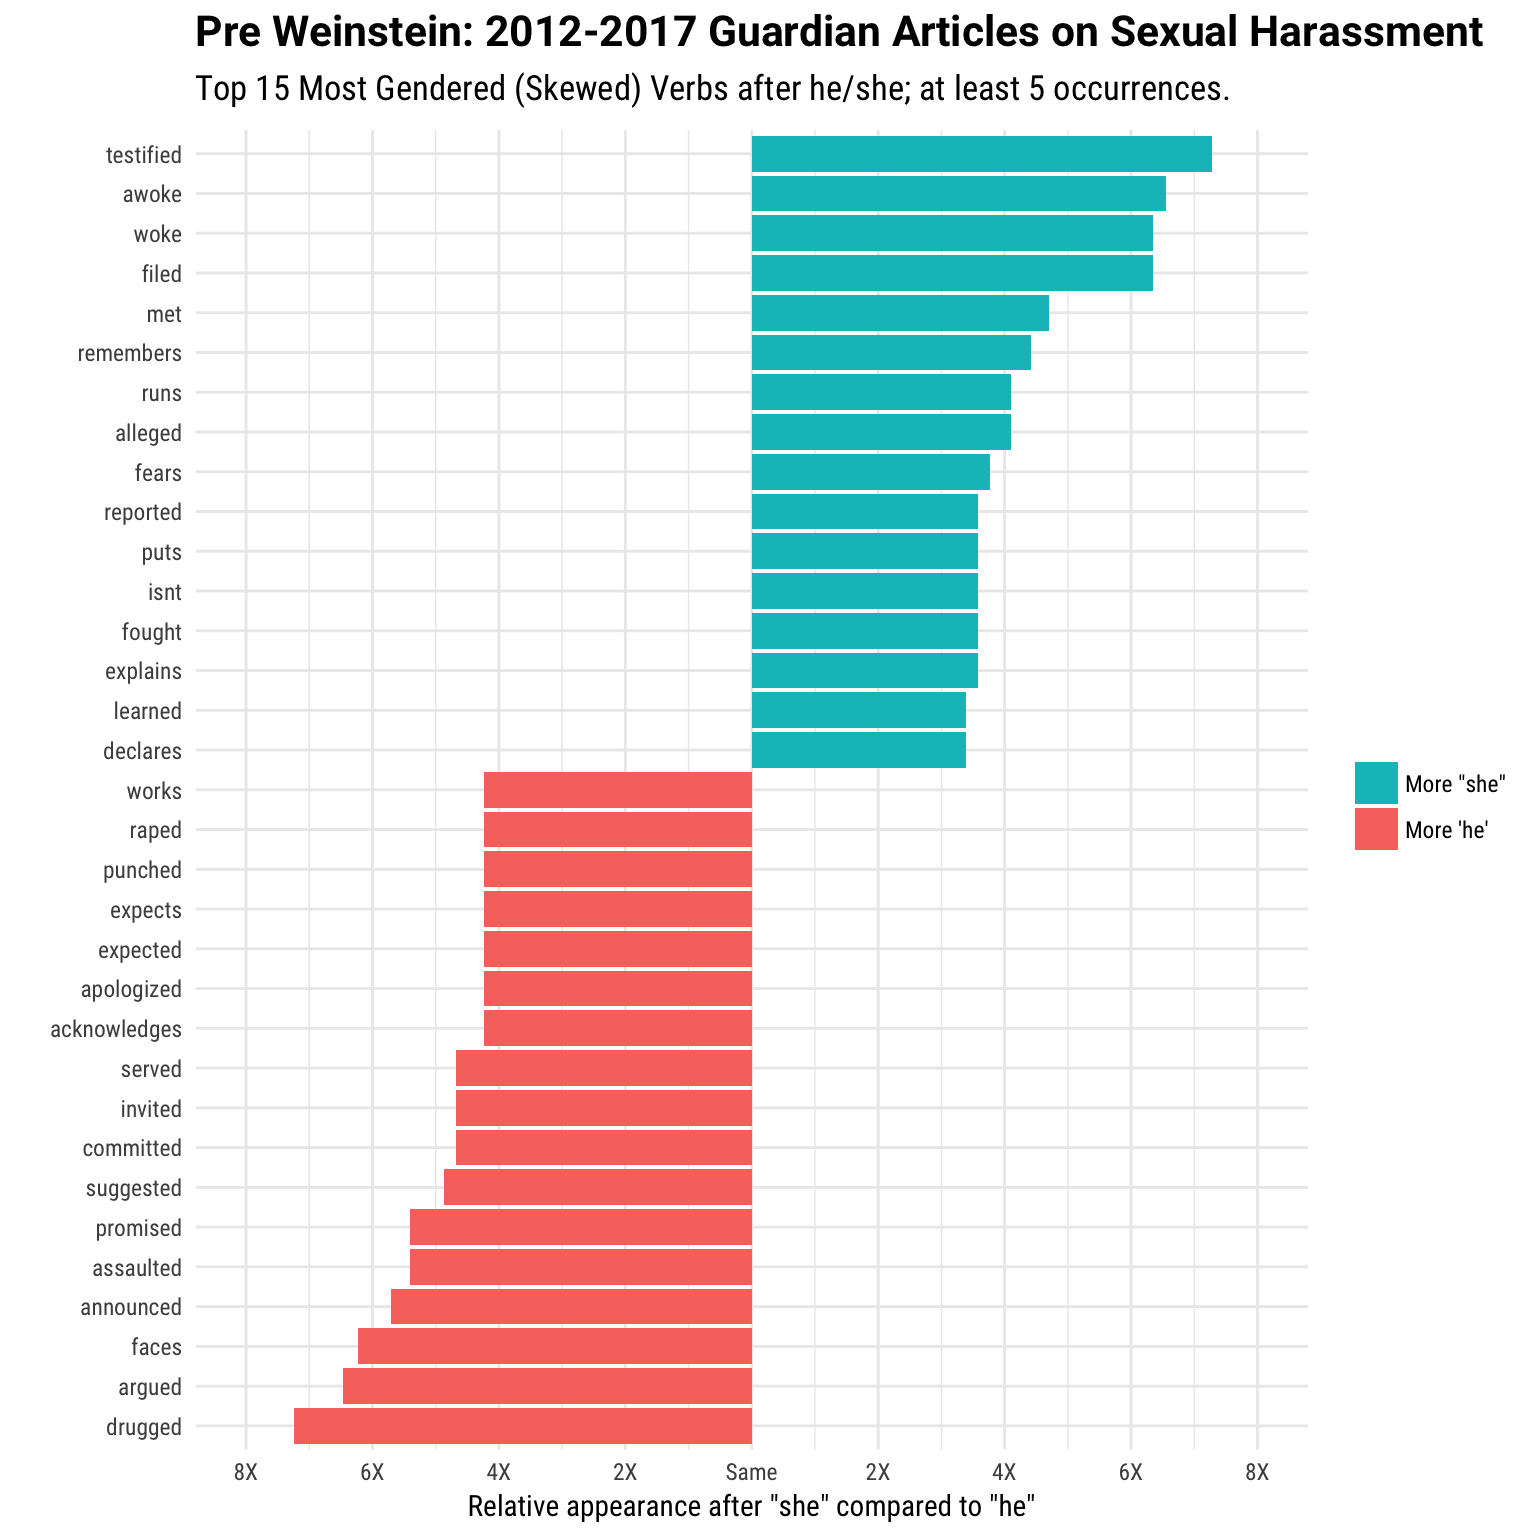 Pre Weinstein: 2012-2017 Guardian Articles on Sexual Harassment
Top 15 Most Gendered (Skewed) Verbs after he/she; at least 5 occurrences.
testified
awoke
woke
filed
met
remembers
runs
alleged
fears
reported
puts
isnt
fought
explains
learned
declares
works
raped
punched
expects
expected
apologized
acknowledges
served
invited
committed
suggested
promised
assaulted
announced
faces
argued
drugged
8X 6X 4X 2X Same 2X 4X 6X 8X
Relative appearance after "she" compared to "he"
More "she"
More 'he'